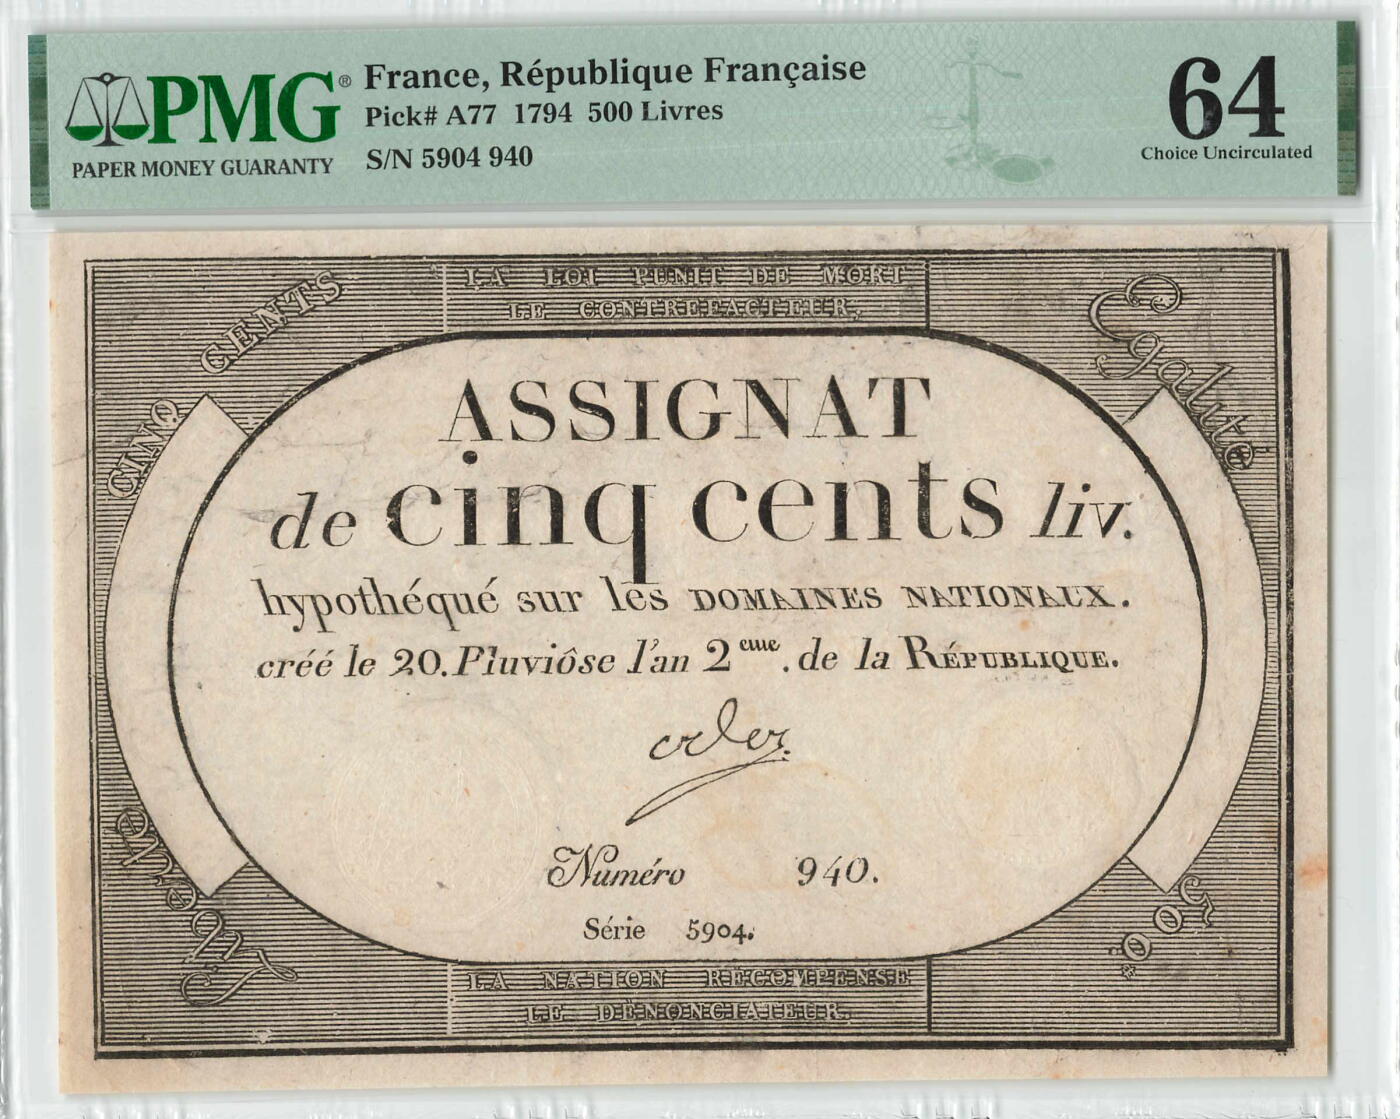 PMG®
PAPER MONEY GUARANTY
France, République Française
Pick# A77 1794 500 Livres
S/N 5904 940
64
Choice Uncirculated
LA LOI PUNIT DE MORT
LE CONTREFACTEUR.
CINQ CENTS
Egalité
ASSIGNAT
de cinq cents liv.
hypothéqué sur les DOMAINES NATIONAUX.
créé le 20. Pluviôse l'an 2eme. de la RÉPUBLIQUE.
Numéro 940.
Série 5904.
500.
LA NATION RECOMPENSE
LE DÉNONCIATEUR.